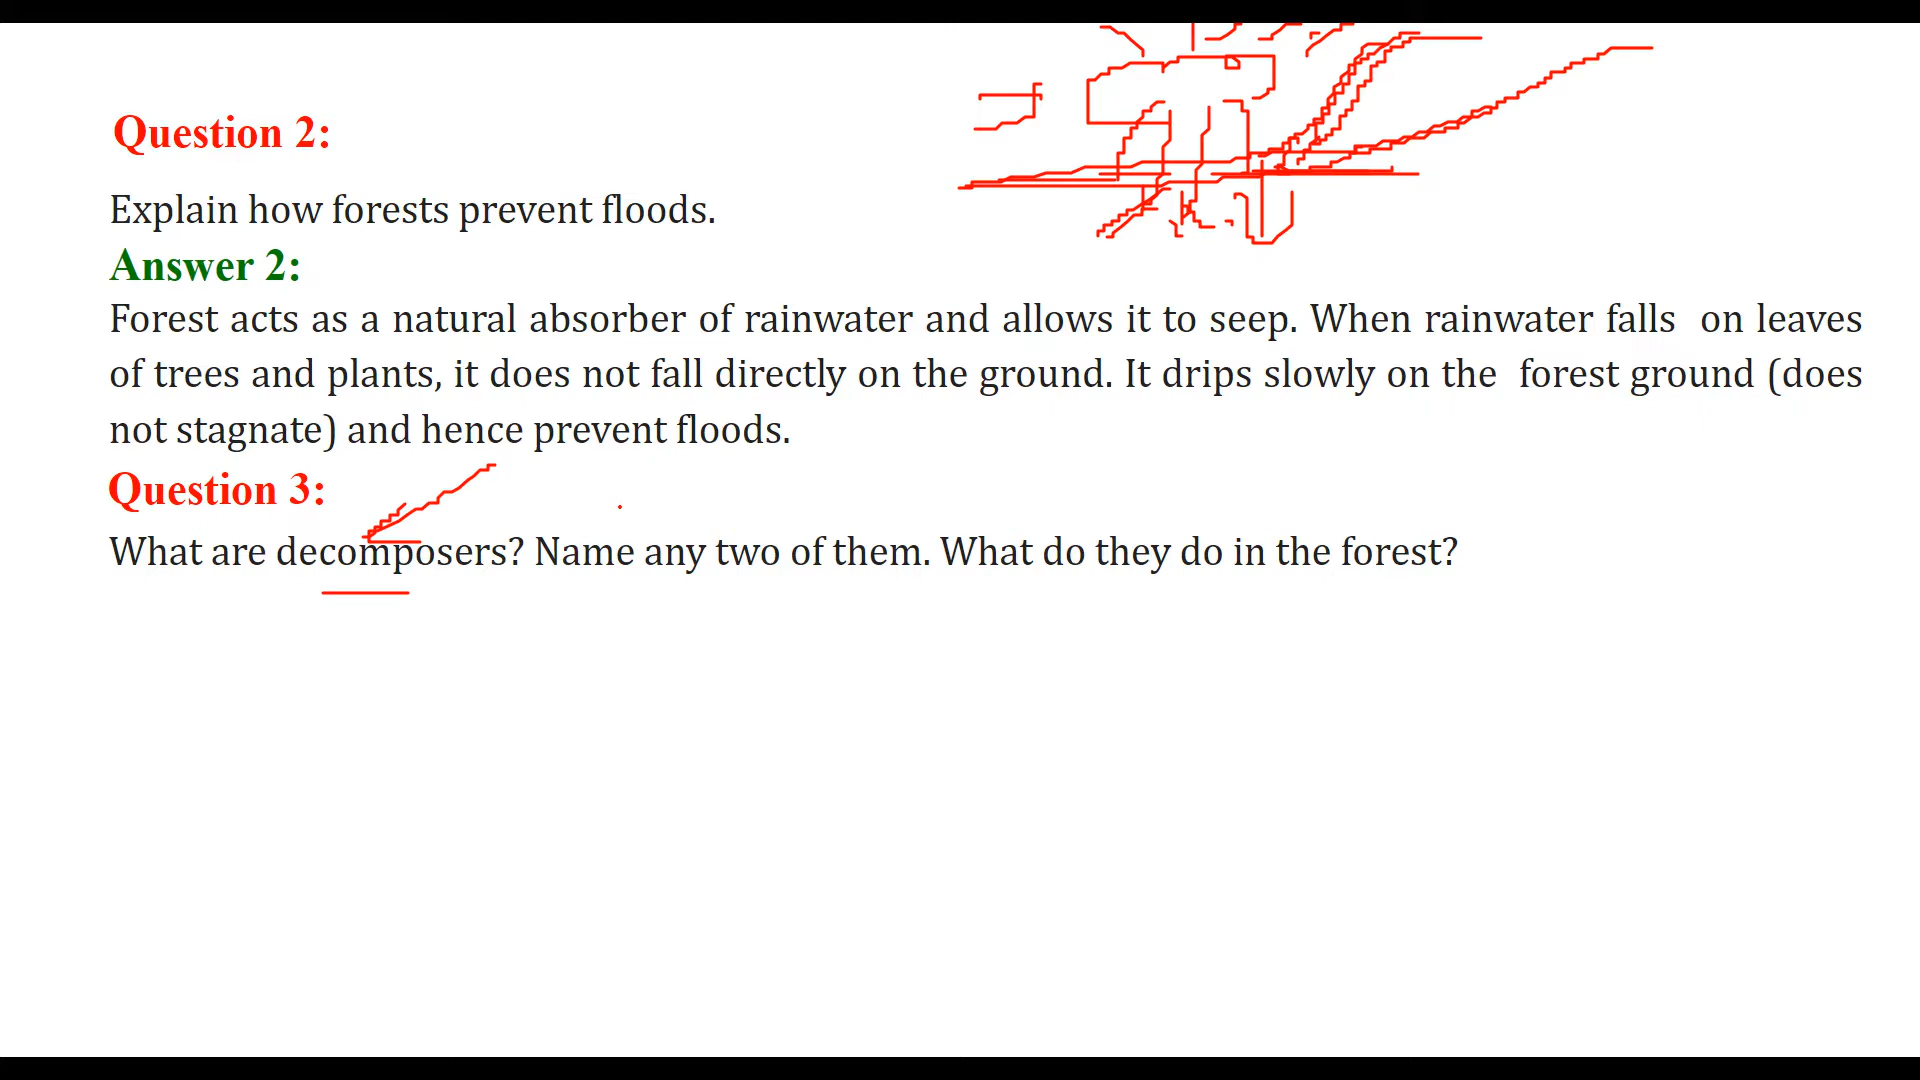 Question 2:
Explain how forests prevent floods.
Answer 2:
Forest acts as a natural absorber of rainwater and allows it to seep. When rainwater falls on leaves
of trees and plants, it does not fall directly on the ground. It drips slowly on the forest ground (does
not stagnate) and hence prevent floods.
Question 3:
What are decomposers? Name any two of them. What do they do in the forest?